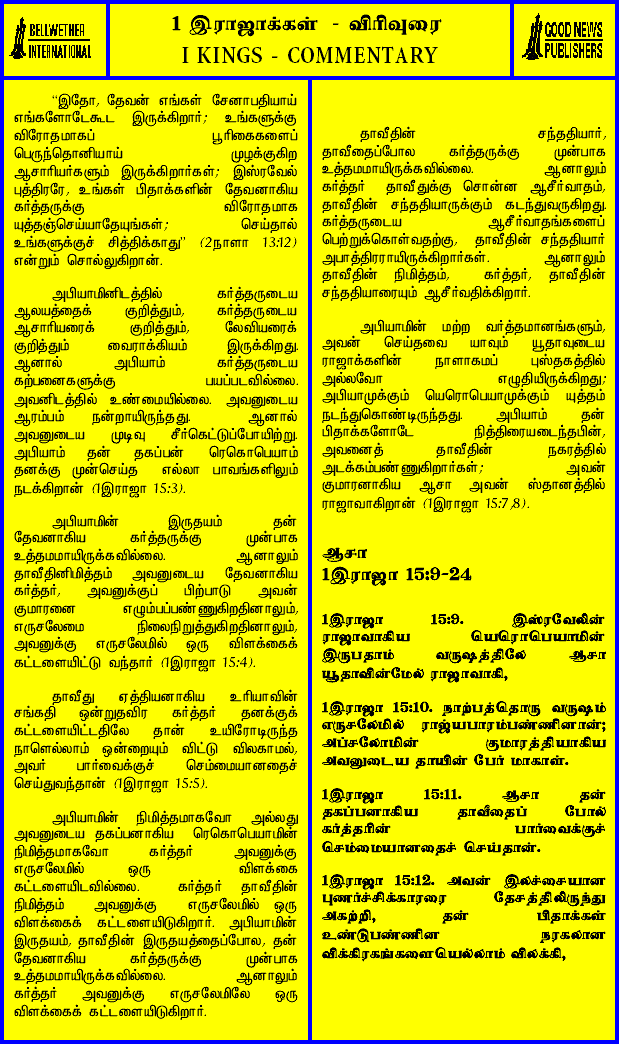 BELLWETHER
INTERNATIONAL
1 இராஜாக்கள் - விரிவுரை
I KINGS - COMMENTARY
GOOD NEWS
PUBLISHERS
"இதோ, தேவன் எங்கள் சேனாபதியாய்
எங்களோடேகூட இருக்கிறார்; உங்களுக்கு
விரோதமாகப் பூரிகைகளைப்
பெருந்தொனியாய் முழக்குகிற
ஆசாரியர்களும் இருக்கிறார்கள்; இஸ்ரவேல்
புத்திரரே, உங்கள் பிதாக்களின் தேவனாகிய
கர்த்தருக்கு விரோதமாக
யுத்தஞ்செய்யாதேயுங்கள்; செய்தால்
உங்களுக்குச் சித்திக்காது" (2நாளா 13:12)
என்றும் சொல்லுகிறான்.
அபியாமினிடத்தில் கர்த்தருடைய
ஆலயத்தைக் குறித்தும், கர்த்தருடைய
ஆசாரியரைக் குறித்தும், லேவியரைக்
குறித்தும் வைராக்கியம் இருக்கிறது.
ஆனால் அபியாம் கர்த்தருடைய
கற்பனைகளுக்கு பயப்படவில்லை.
அவனிடத்தில் உண்மையில்லை. அவனுடைய
ஆரம்பம் நன்றாயிருந்தது. ஆனால்
அவனுடைய முடிவு சீர்கெட்டுப்போயிற்று.
அபியாம் தன் தகப்பன் ரெகொபெயாம்
தனக்கு முன்செய்த எல்லா பாவங்களிலும்
நடக்கிறான் (1இராஜா 15:3).
அபியாமின் இருதயம் தன்
தேவனாகிய கர்த்தருக்கு முன்பாக
உத்தமமாயிருக்கவில்லை. ஆனாலும்
தாவீதினிமித்தம் அவனுடைய தேவனாகிய
கர்த்தர், அவனுக்குப் பிற்பாடு அவன்
குமாரனை எழும்பப்பண்ணுகிறதினாலும்,
எருசலேமை நிலைநிறுத்துகிறதினாலும்,
அவனுக்கு எருசலேமில் ஒரு விளக்கைக்
கட்டளையிட்டு வந்தார் (1இராஜா 15:4).
தாவீது ஏத்தியனாகிய உரியாவின்
சங்கதி ஒன்றுதவிர கர்த்தர் தனக்குக்
கட்டளையிட்டதிலே தான் உயிரோடிருந்த
நாளெல்லாம் ஒன்றையும் விட்டு விலகாமல்,
அவர் பார்வைக்குச் செம்மையானதைச்
செய்துவந்தான் (1இராஜா 15:5).
அபியாமின் நிமித்தமாகவோ அல்லது
அவனுடைய தகப்பனாகிய ரெகொபெயாமின்
நிமித்தமாகவோ கர்த்தர் அவனுக்கு
எருசலேமில் ஒரு விளக்கை
கட்டளையிடவில்லை. கர்த்தர் தாவீதின்
நிமித்தம் அவனுக்கு எருசலேமில் ஒரு
விளக்கைக் கட்டளையிடுகிறார். அபியாமின்
இருதயம், தாவீதின் இருதயத்தைப்போல, தன்
தேவனாகிய கர்த்தருக்கு முன்பாக
உத்தமமாயிருக்கவில்லை. ஆனாலும்
கர்த்தர் அவனுக்கு எருசலேமிலே ஒரு
விளக்கைக் கட்டளையிடுகிறார்.
தாவீதின் சந்ததியார்,
தாவீதைப்போல கர்த்தருக்கு முன்பாக
உத்தமமாயிருக்கவில்லை. ஆனாலும்
கர்த்தர் தாவீதுக்கு சொன்ன ஆசீர்வாதம்,
தாவீதின் சந்ததியாருக்கும் கடந்துவருகிறது.
கர்த்தருடைய ஆசீர்வாதங்களைப்
பெற்றுக்கொள்வதற்கு, தாவீதின் சந்ததியார்
அபாத்திரராயிருக்கிறார்கள். ஆனாலும்
தாவீதின் நிமித்தம், கர்த்தர், தாவீதின்
சந்ததியாரையும் ஆசீர்வதிக்கிறார்.
அபியாமின் மற்ற வர்த்தமானங்களும்,
அவன் செய்தவை யாவும் யூதாவுடைய
ராஜாக்களின் நாளாகமப் புஸ்தகத்தில்
அல்லவோ எழுதியிருக்கிறது;
அபியாமுக்கும் யெரொபெயாமுக்கும் யுத்தம்
நடந்துகொண்டிருந்தது. அபியாம் தன்
பிதாக்களோடே நித்திரையடைந்தபின்,
அவனைத் தாவீதின் நகரத்தில்
அடக்கம்பண்ணுகிறார்கள்; அவன்
குமாரனாகிய ஆசா அவன் ஸ்தானத்தில்
ராஜாவாகிறான் (1இராஜா 15:7,8).
ஆசா
1இராஜா 15:9-24
1இராஜா 15:9. இஸ்ரவேலின்
ராஜாவாகிய யெரொபெயாமின்
இருபதாம் வருஷத்திலே ஆசா
யூதாவின்மேல் ராஜாவாகி,
1இராஜா 15:10. நாற்பத்தொரு வருஷம்
எருசலேமில் ராஜ்யபாரம்பண்ணினான்;
அப்சலோமின் குமாரத்தியாகிய
அவனுடைய தாயின் பேர் மாகாள்.
1இராஜா 15:11. ஆசா தன்
தகப்பனாகிய தாவீதைப் போல்
கர்த்தரின் பார்வைக்குச்
செம்மையானதைச் செய்தான்.
1இராஜா 15:12. அவன் இலச்சையான
புணர்ச்சிக்காரரை தேசத்திலிருந்து
அகற்றி, தன் பிதாக்கள்
உண்டுபண்ணின நரகலான
விக்கிரகங்களையெல்லாம் விலக்கி,